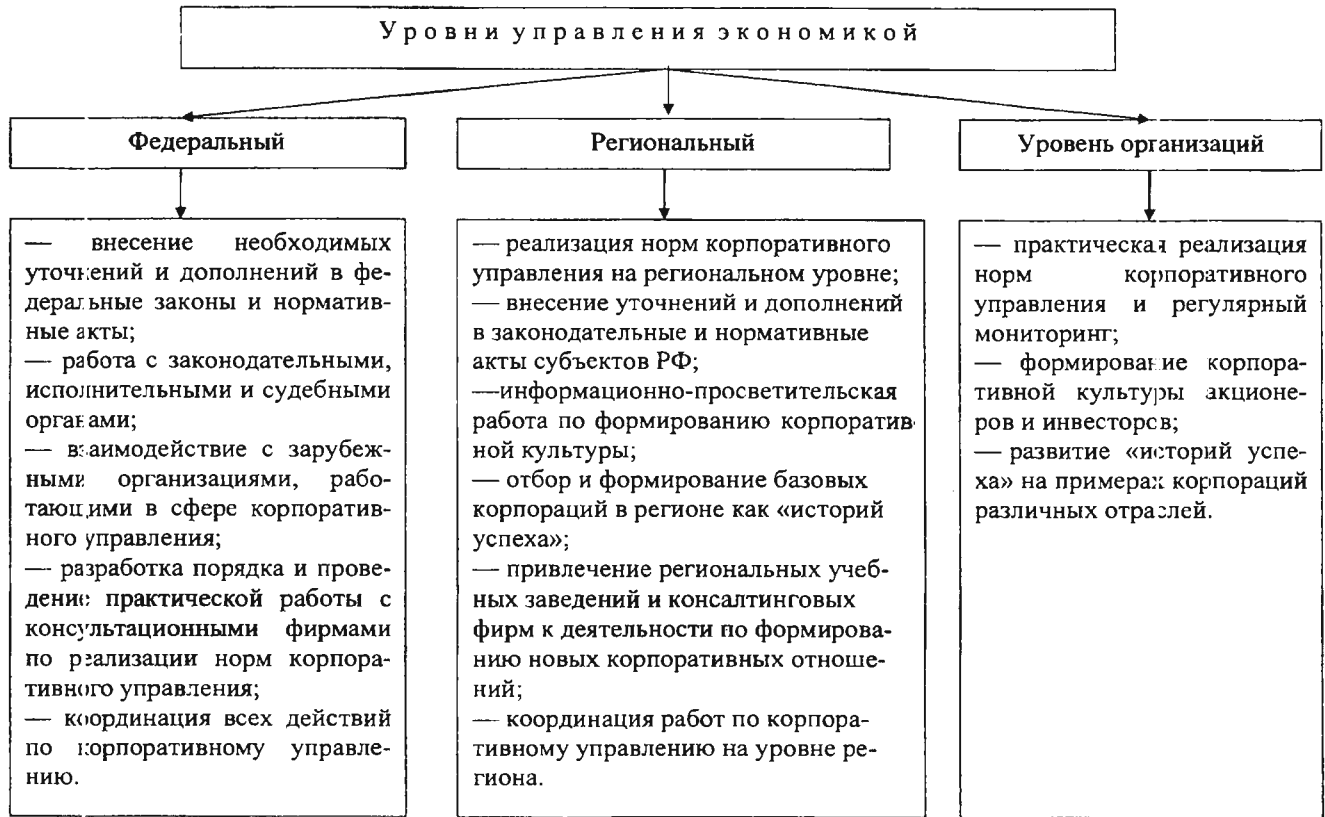 Уровни управления экономикой
Федеральный
— внесение необходимых
уточнений и дополнений в фе-
деральные законы и норматив-
ные акты;
— работа с законодательными,
исполнительными и судебными
органами;
— взаимодействие с зарубеж-
ными организациями, рабо-
тающими в сфере корпоратив-
ного управления;
— разработка порядка и прове-
дение практической работы с
консультационными фирмами
по реализации норм корпора-
тивного управления;
— координация всех действий
по корпоративному управле-
нию.
Региональный
— реализация норм корпоративного
управления на региональном уровне;
— внесение уточнений и дополнений
в законодательные и нормативные
акты субъектов РФ;
—информационно-просветительская
работа по формированию корпоратив-
ной культуры;
— отбор и формирование базовых
корпораций в регионе как «историй
успеха»;
— привлечение региональных учеб-
ных заведений и консалтинговых
фирм к деятельности по формирова-
нию новых корпоративных отноше-
ний;
— координация работ по корпора-
тивному управлению на уровне ре-
гиона.
Уровень организаций
— практическая реализация
норм корпоративного
управления и регулярный
мониторинг;
— формирование корпора-
тивной культуры акционе-
ров и инвесторов;
— развитие «историй успе-
ха» на примерах корпораций
различных отраслей.